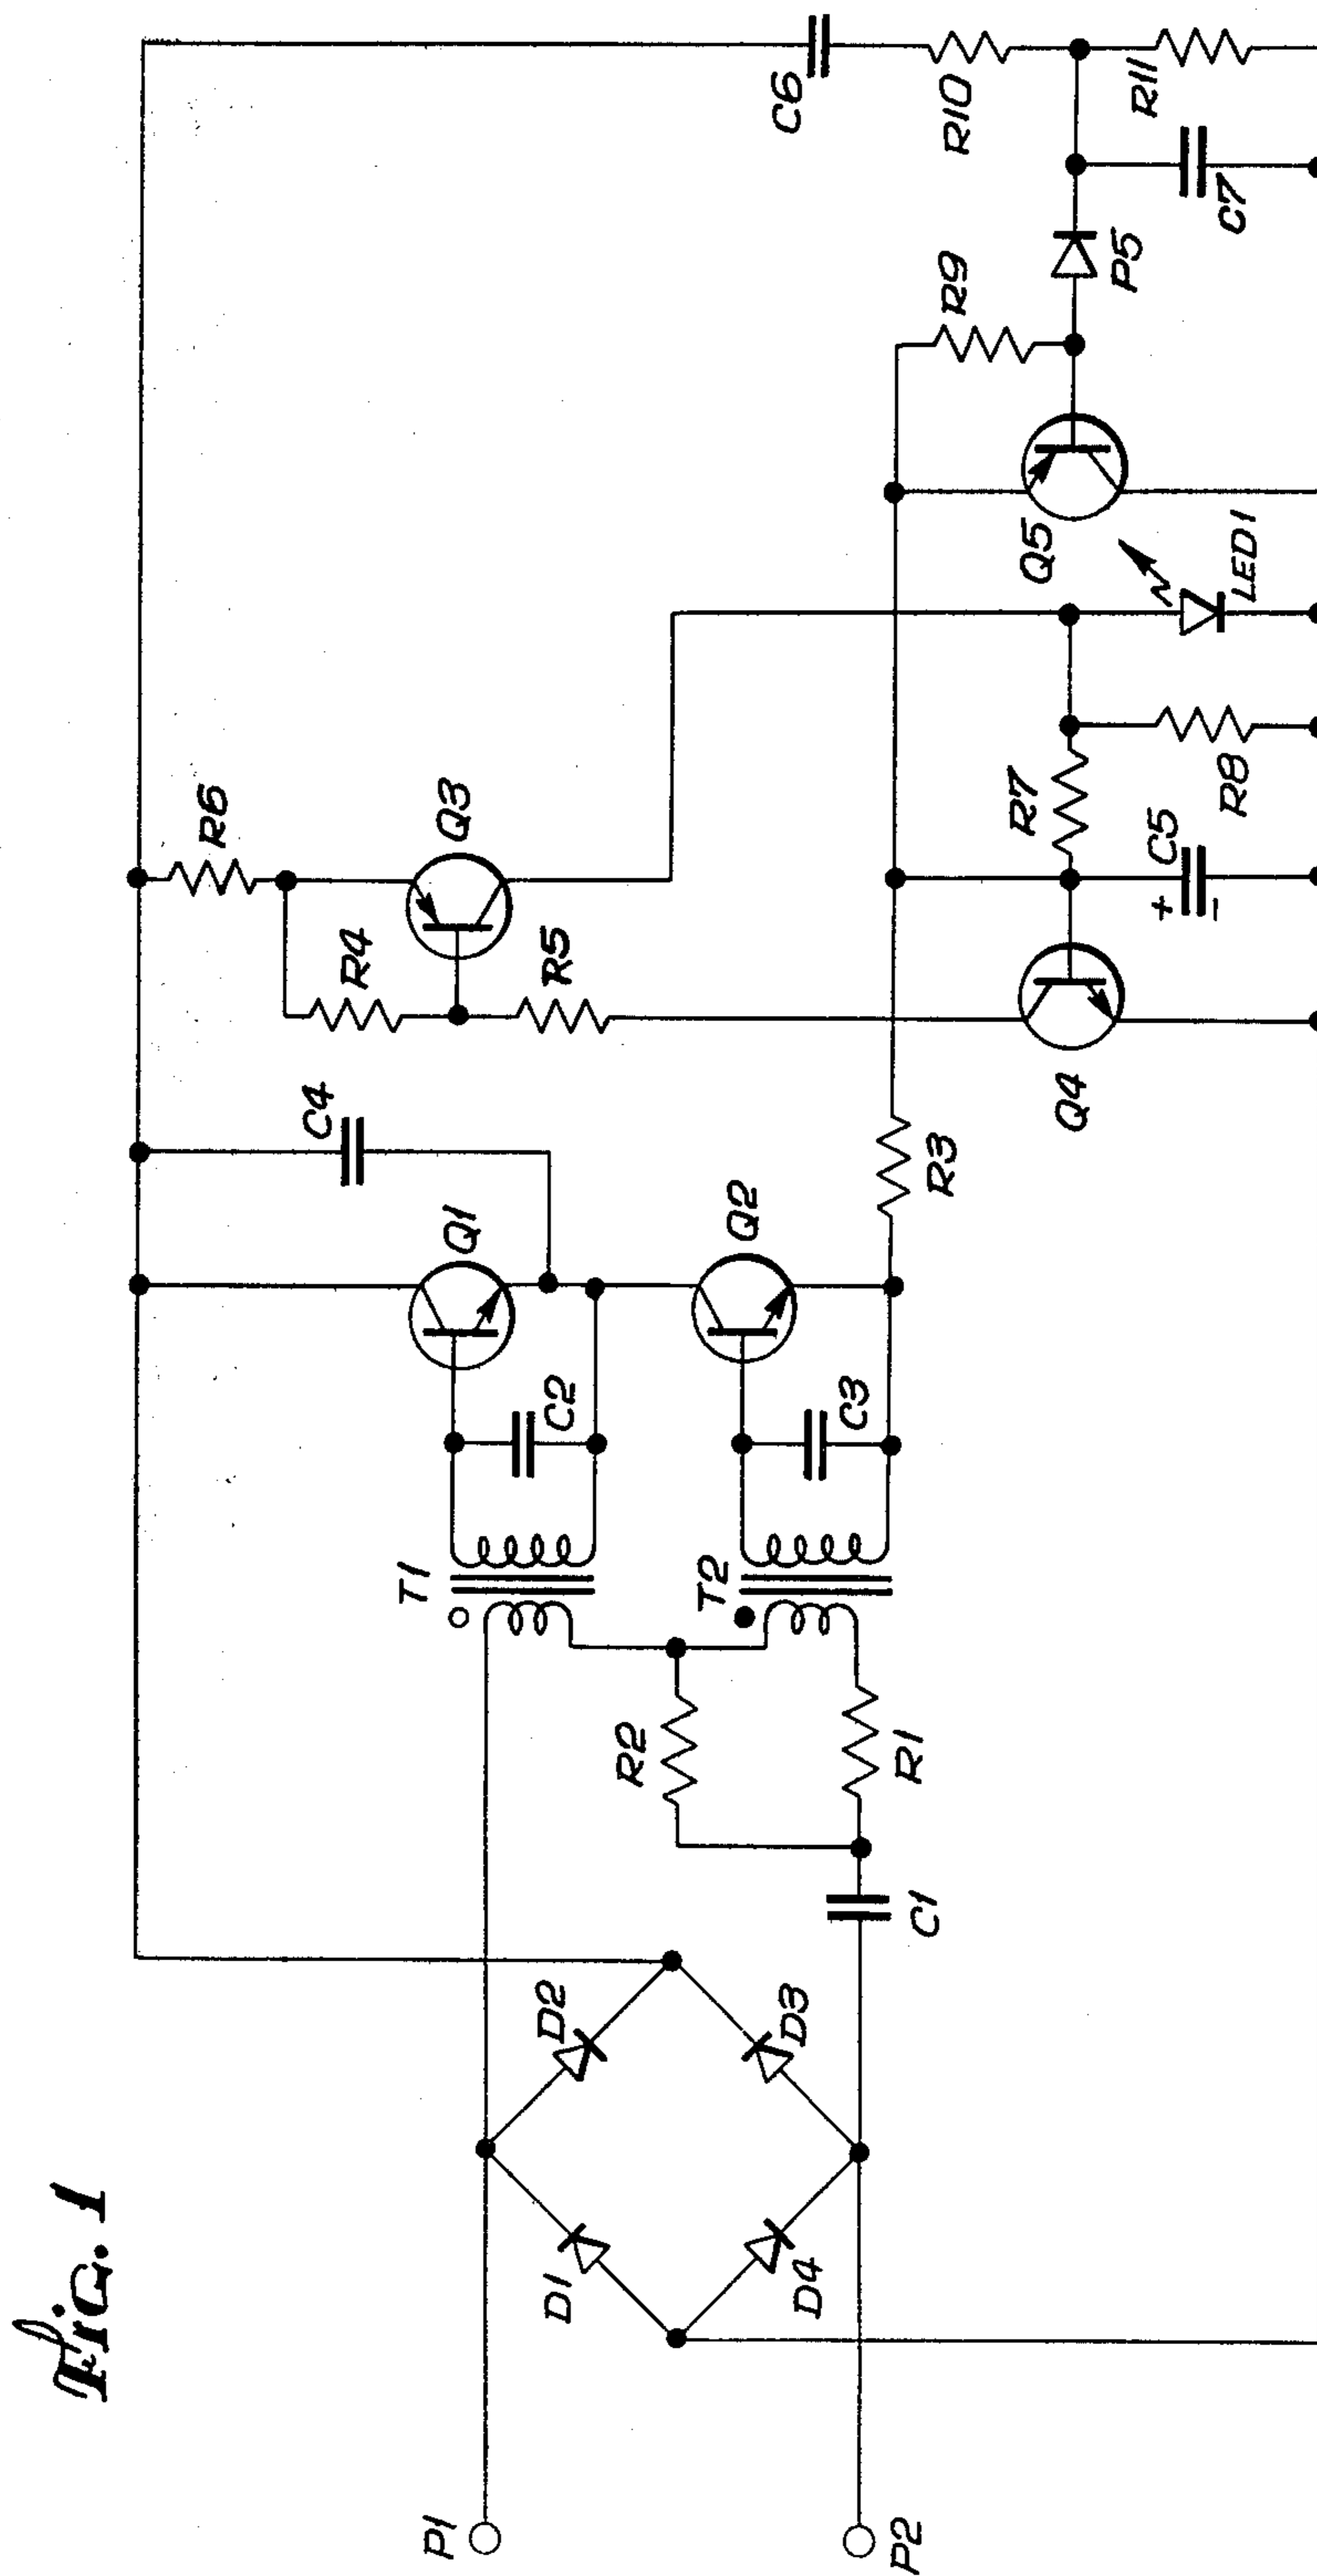 Fig. 1
P1
P2
D1
D2
D3
D4
C1
R1
R2
T1
T2
C2
C3
Q1
Q2
C4
R3
R4
R5
R6
Q3
Q4
C5
+
-
R7
R8
LED1
Q5
R9
P5
C6
R10
R11
C7